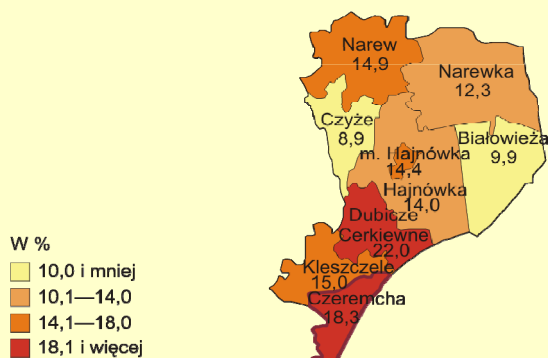 Narew
14,9
Narewka
12,3
Czyże
8,9
Białowieża
9,9
m. Hajnówka
14,4
Hajnówka
14,0
Dubicze
Cerkiewne
22,0
Kleszczele
15,0
Czeremcha
18,3
W %
10,0 i mniej
10,1—14,0
14,1—18,0
18,1 i więcej